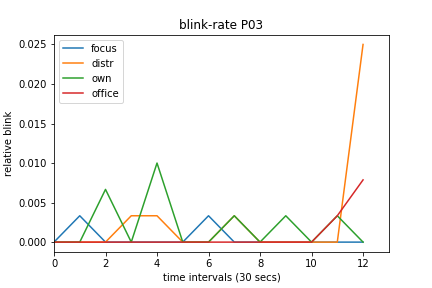 blink-rate P03
relative blink
0.025
0.020
0.015
0.010
0.005
0.000
focus
distr
own
office
0 2 4 6 8 10 12
time intervals (30 secs)